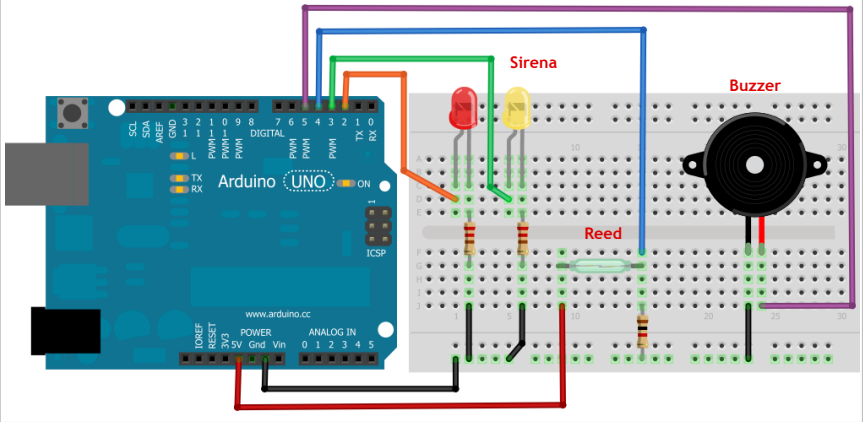 Sirena
Buzzer
SCL
SDA
AREF
GND
13
12
PWM 11
PWM 10
PWM 9
8
7
PWM 6
PWM 5
4
PWM 3
2
TX 1
RX 0
DIGITAL
L
TX
RX
Arduino UNO
ON
1
ICSP
Reed
www.arduino.cc
POWER
ANALOG IN
IOREF
RESET
3V3
5V
Gnd
Vin
0 1 2 3 4 5
10
30
A
D
E
F
G
H
I
J
1
5
10
20
25
30